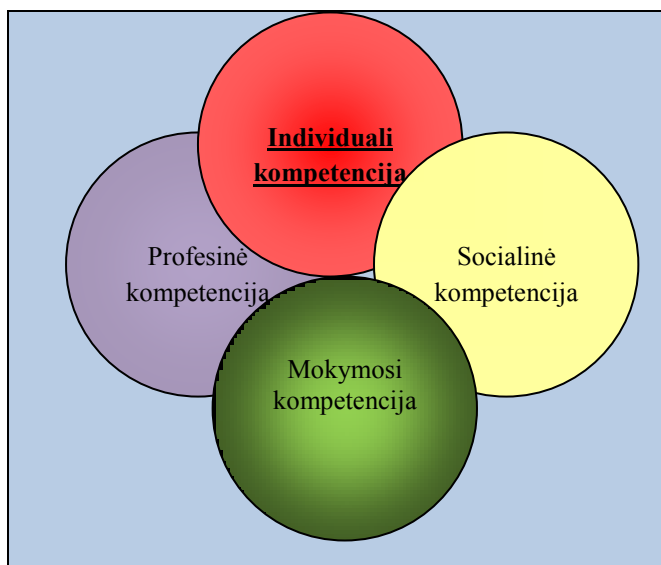 Individuali
kompetencija
Profesinė
kompetencija
Socialinė
kompetencija
Mokymosi
kompetencija